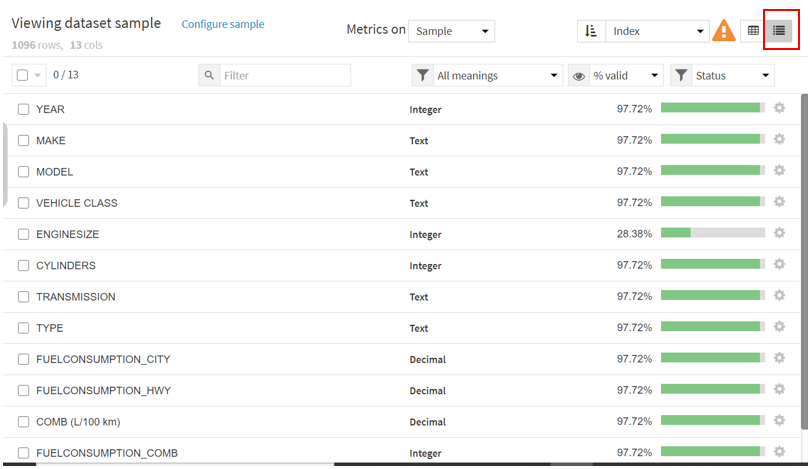 Viewing dataset sample Configure sample Metrics on Sample Index
1096 rows, 13 cols
0 / 13 Filter All meanings % valid Status
YEAR Integer 97.72%
MAKE Text 97.72%
MODEL Text 97.72%
VEHICLE CLASS Text 97.72%
ENGINESIZE Integer 28.38%
CYLINDERS Integer 97.72%
TRANSMISSION Text 97.72%
TYPE Text 97.72%
FUELCONSUMPTION_CITY Decimal 97.72%
FUELCONSUMPTION_HWY Decimal 97.72%
COMB (L/100 km) Decimal 97.72%
FUELCONSUMPTION_COMB Integer 97.72%